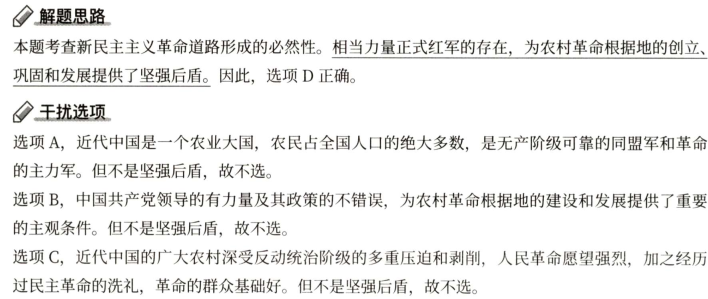 解题思路
本题考查新民主主义革命道路形成的必然性。相当力量正式红军的存在，为农村革命根据地的创立、
巩固和发展提供了坚强后盾。因此，选项 D 正确。
干扰选项
选项 A，近代中国是一个农业大国，农民占全国人口的绝大多数，是无产阶级可靠的同盟军和革命
的主力军。但不是坚强后盾，故不选。
选项 B，中国共产党领导的有力量及其政策的不错误，为农村革命根据地的建设和发展提供了重要
的主观条件。但不是坚强后盾，故不选。
选项 C，近代中国的广大农村深受反动统治阶级的多重压迫和剥削，人民革命愿望强烈，加之经历
过民主革命的洗礼，革命的群众基础好。但不是坚强后盾，故不选。